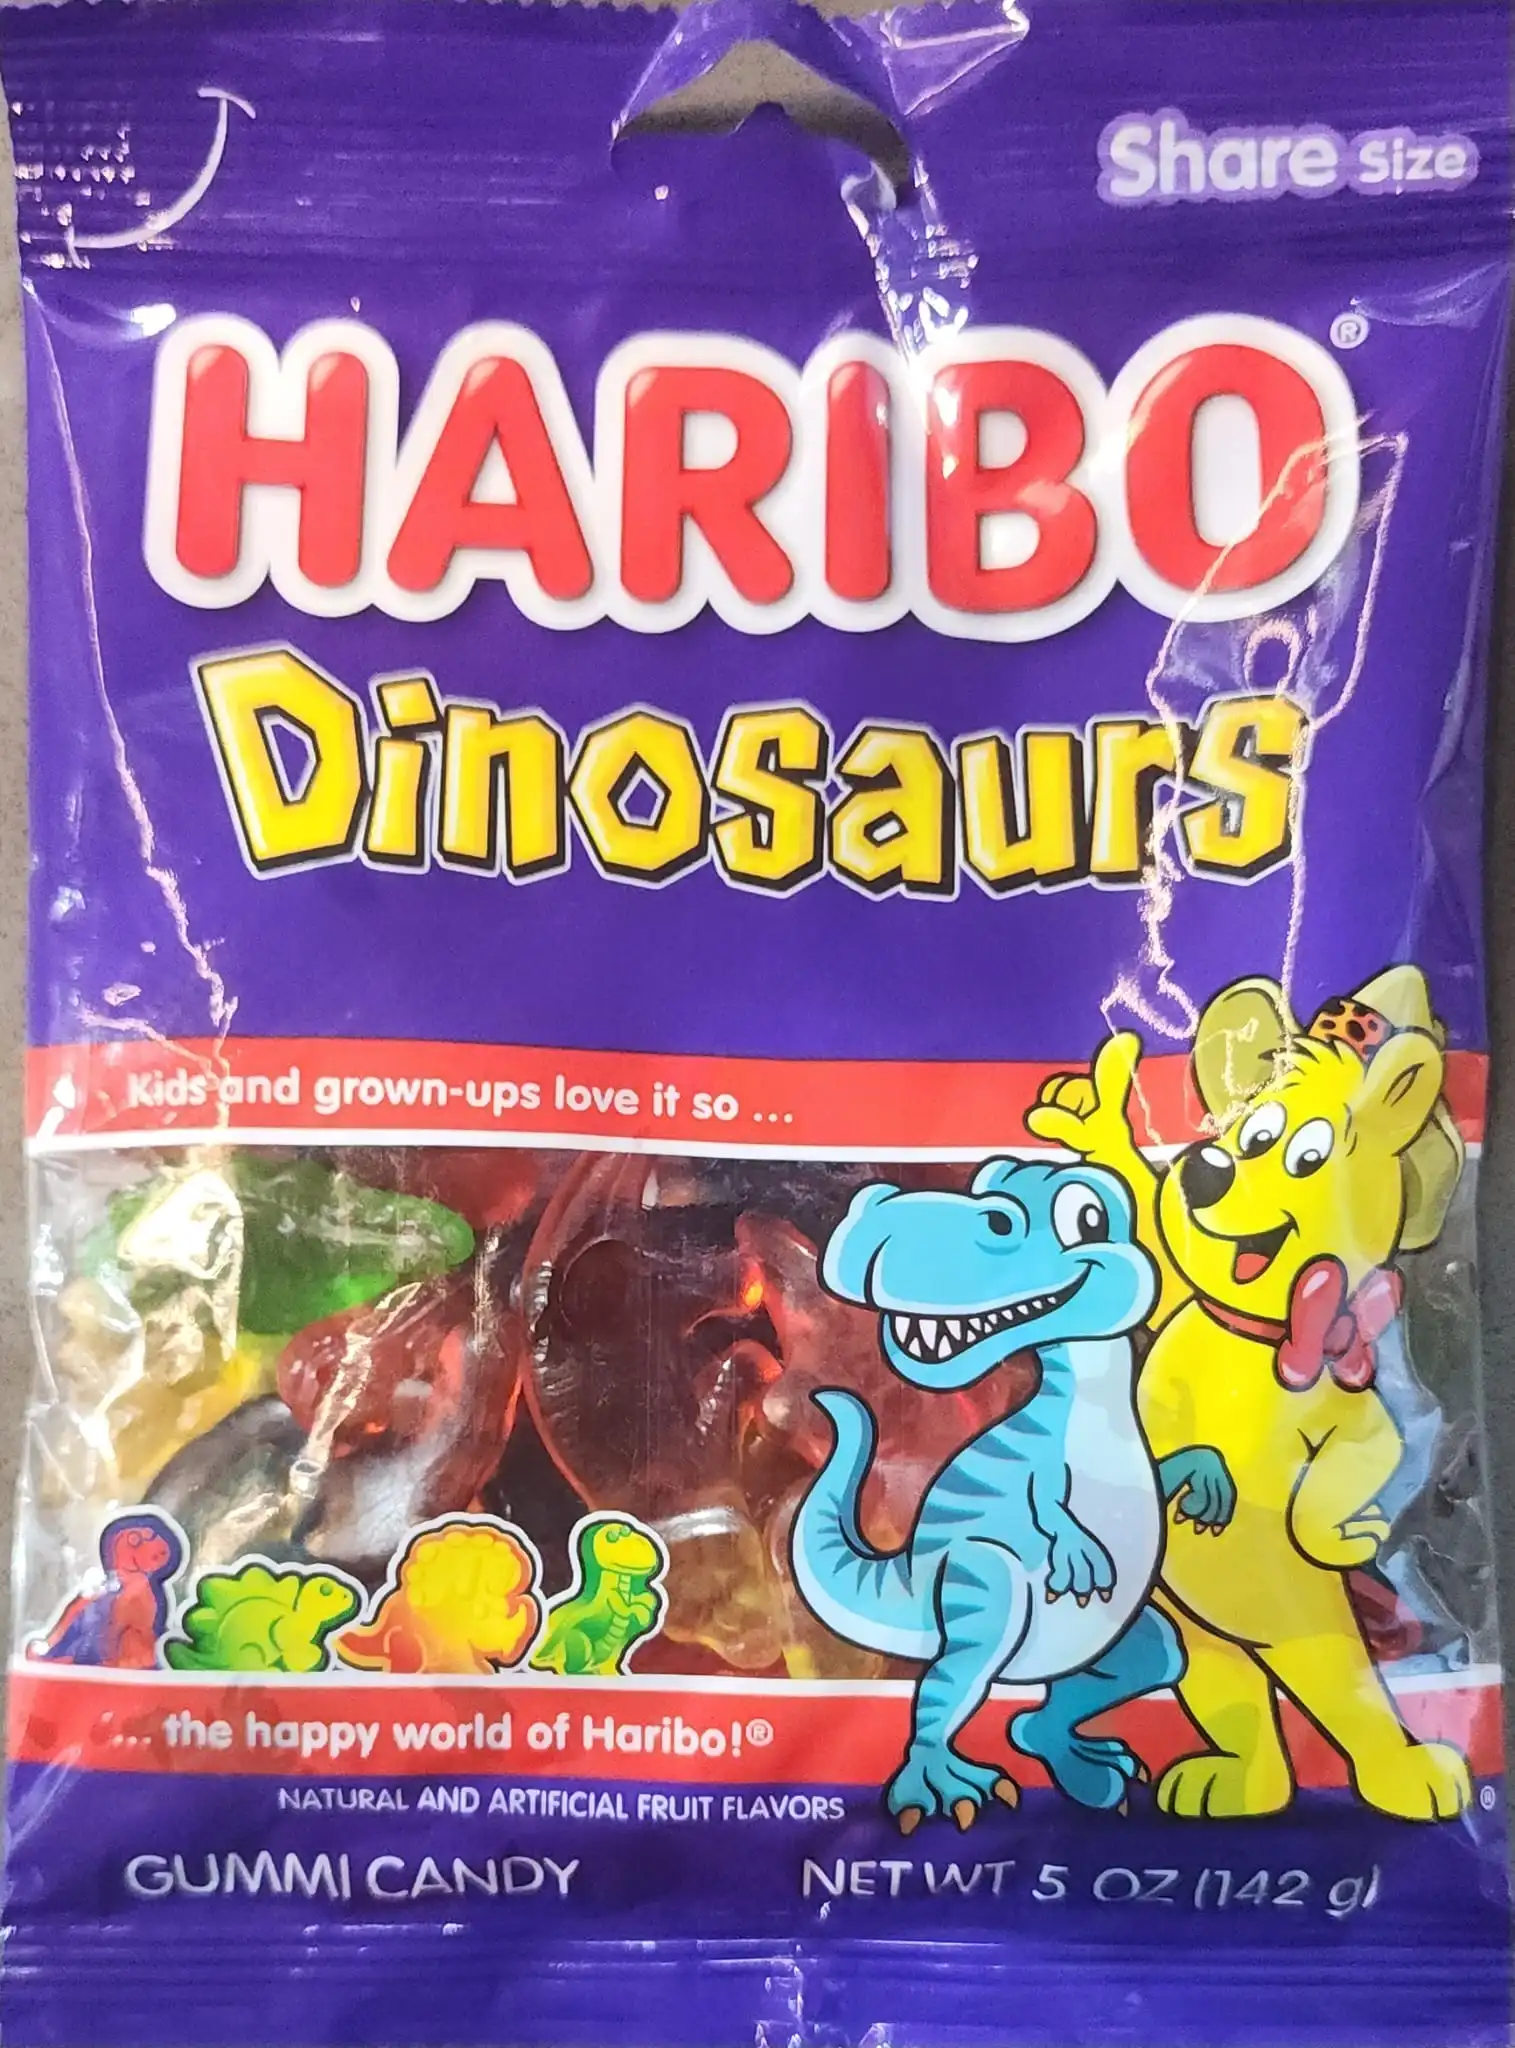 Share Size
HARIBO®
Dinosaurs
Kids and grown-ups love it so ...
... the happy world of Haribo!®
NATURAL AND ARTIFICIAL FRUIT FLAVORS
®
GUMMI CANDY
NET WT 5 OZ (142 g)